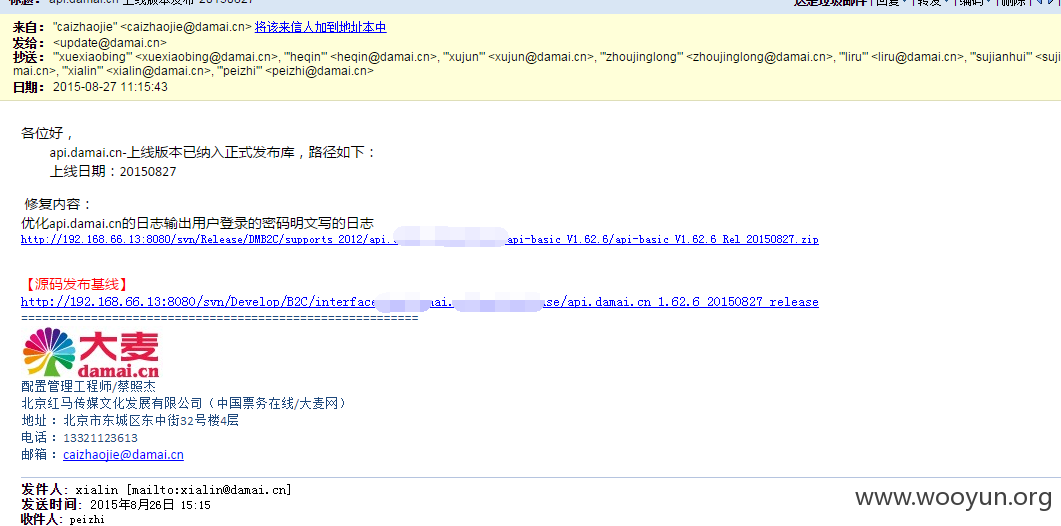 标题： api.damai.cn-上线版本发布-20150827
这是垃圾邮件 | 回复 | 转发 | 编码 | 删除 |
来自： "caizhaojie" <caizhaojie@damai.cn> 将该来信人加到地址本中
发给： <update@damai.cn>
抄送： "'xuexiaobing'" <xuexiaobing@damai.cn>, "'heqin'" <heqin@damai.cn>, "'xujun'" <xujun@damai.cn>, "'zhoujinglong'" <zhoujinglong@damai.cn>, "'liru'" <liru@damai.cn>, "'sujianhui'" <suji
mai.cn>, "'xialin'" <xialin@damai.cn>, "'peizhi'" <peizhi@damai.cn>
日期： 2015-08-27 11:15:43
各位好，
api.damai.cn-上线版本已纳入正式发布库，路径如下：
上线日期：20150827
修复内容：
优化api.damai.cn的日志输出用户登录的密码明文写的日志
http://192.168.66.13:8080/svn/Release/DMB2C/supports_2012/api. api-basic_V1.62.6/api-basic_V1.62.6_Rel_20150827.zip
【源码发布基线】
http://192.168.66.13:8080/svn/Develop/B2C/interface mai. se/api.damai.cn_1.62.6_20150827_release
=======================================================
大麦
damai.cn
配置管理工程师/蔡照杰
北京红马传媒文化发展有限公司（中国票务在线/大麦网）
地址：北京市东城区东中街32号楼4层
电话：13321123613
邮箱：caizhaojie@damai.cn
发件人: xialin [mailto:xialin@damai.cn]
发送时间: 2015年8月26日 15:15
收件人: peizhi
www.wooyun.org